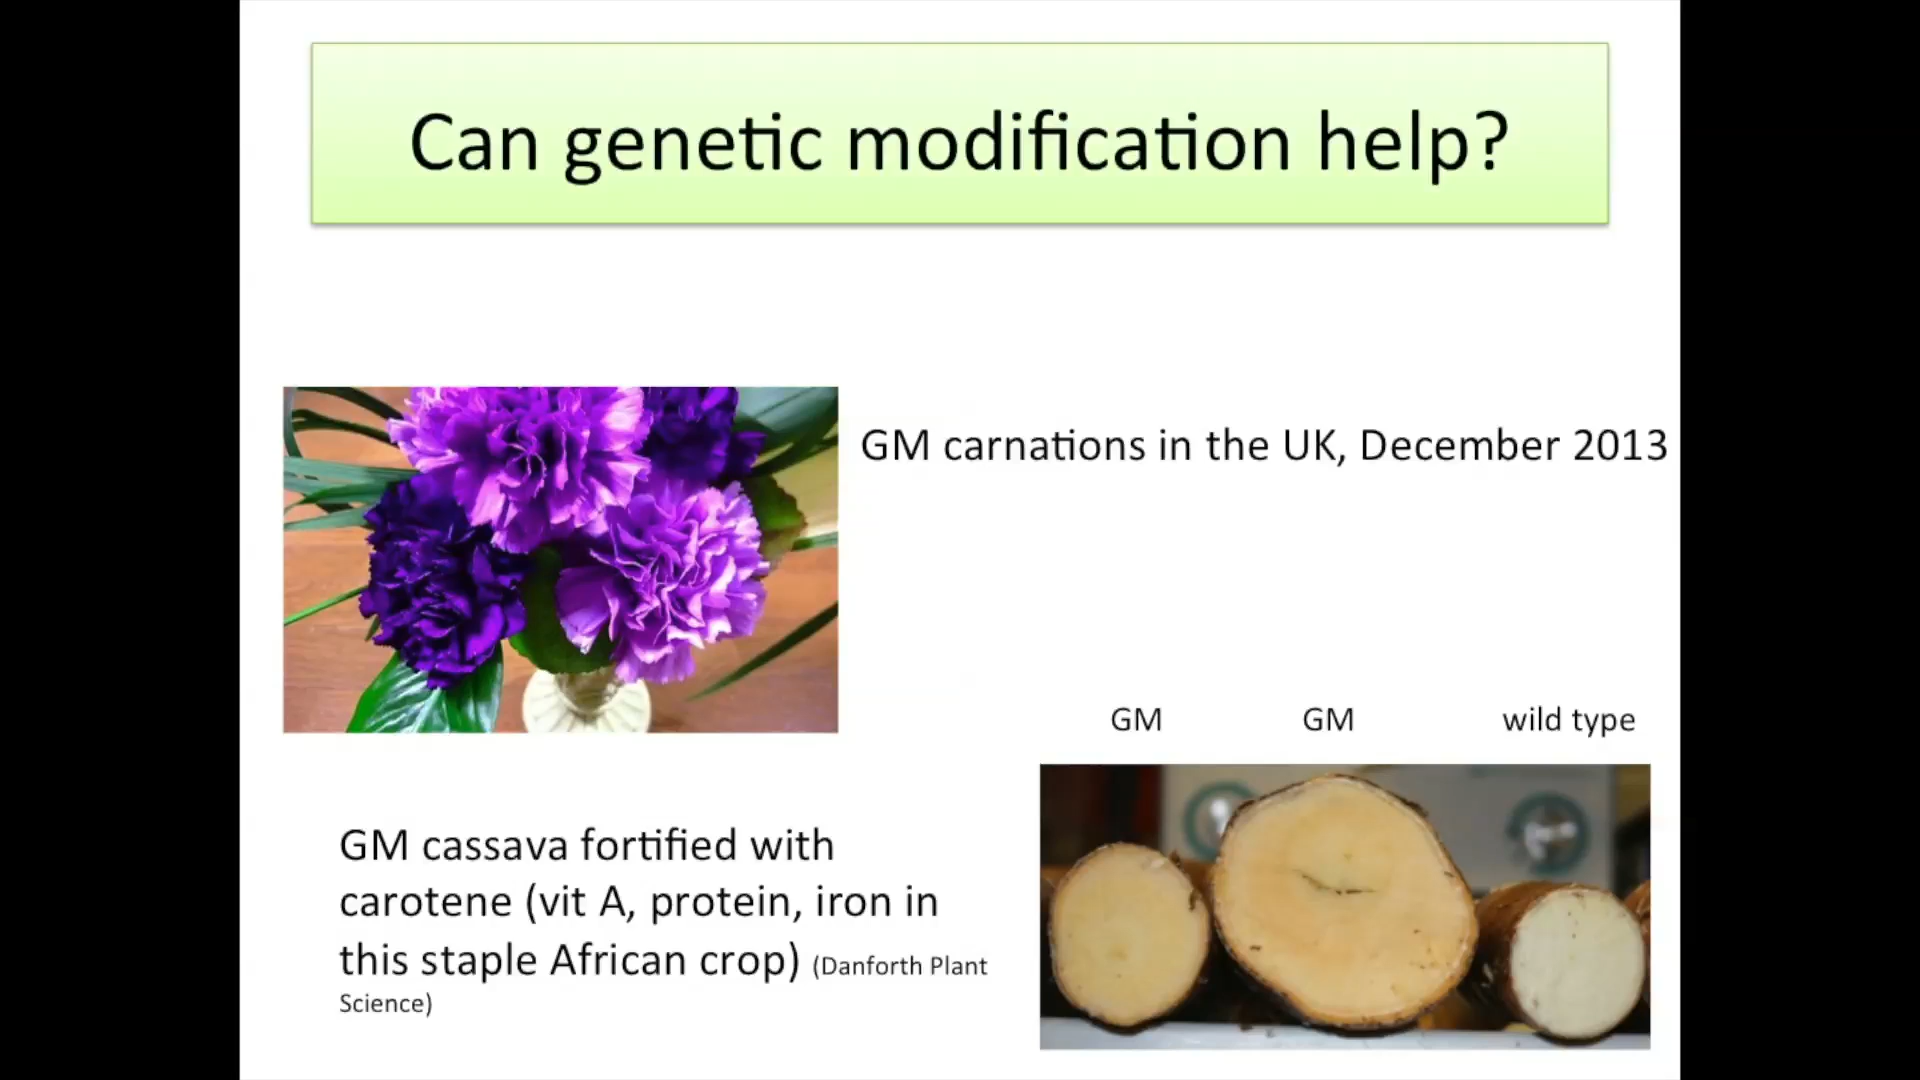 Can genetic modification help?
GM carnations in the UK, December 2013
GM GM wild type
GM cassava fortified with
carotene (vit A, protein, iron in
this staple African crop) (Danforth Plant
Science)